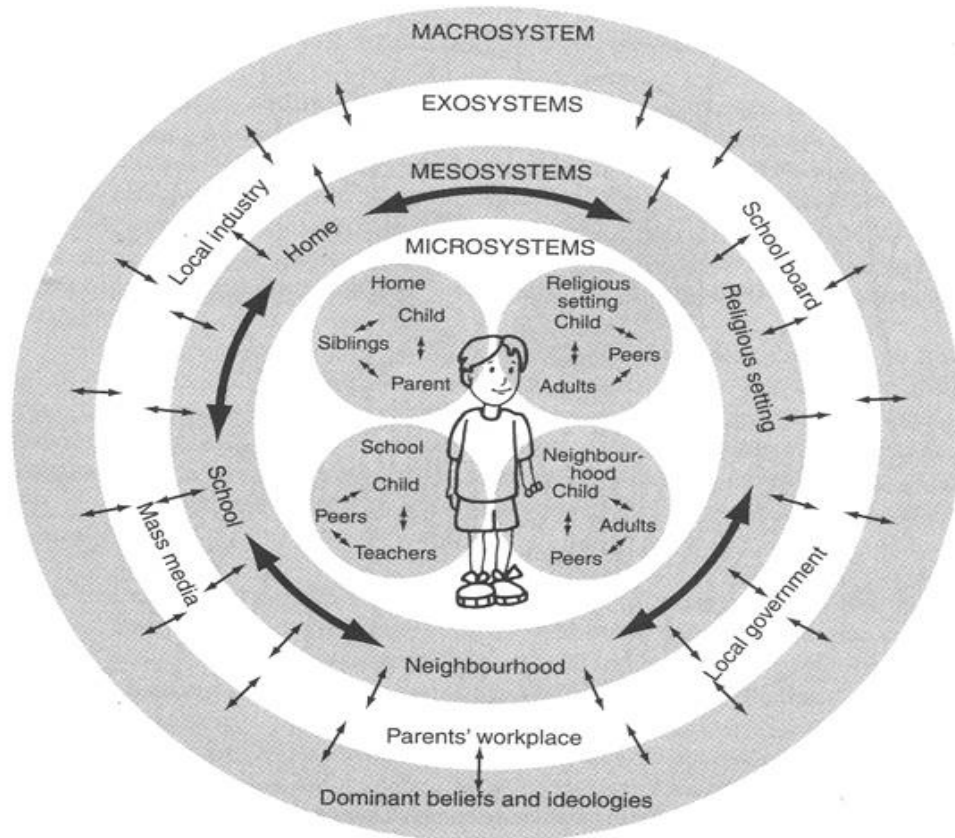 MACROSYSTEM
EXOSYSTEMS
MESOSYSTEMS
MICROSYSTEMS
Local industry
Home
School board
Religious setting
Home
Child
Siblings
Parent
Religious
setting
Child
Peers
Adults
School
Child
Peers
Teachers
Neighbour-
hood
Child
Adults
Peers
School
Mass media
Neighbourhood
Local government
Parents' workplace
Dominant beliefs and ideologies